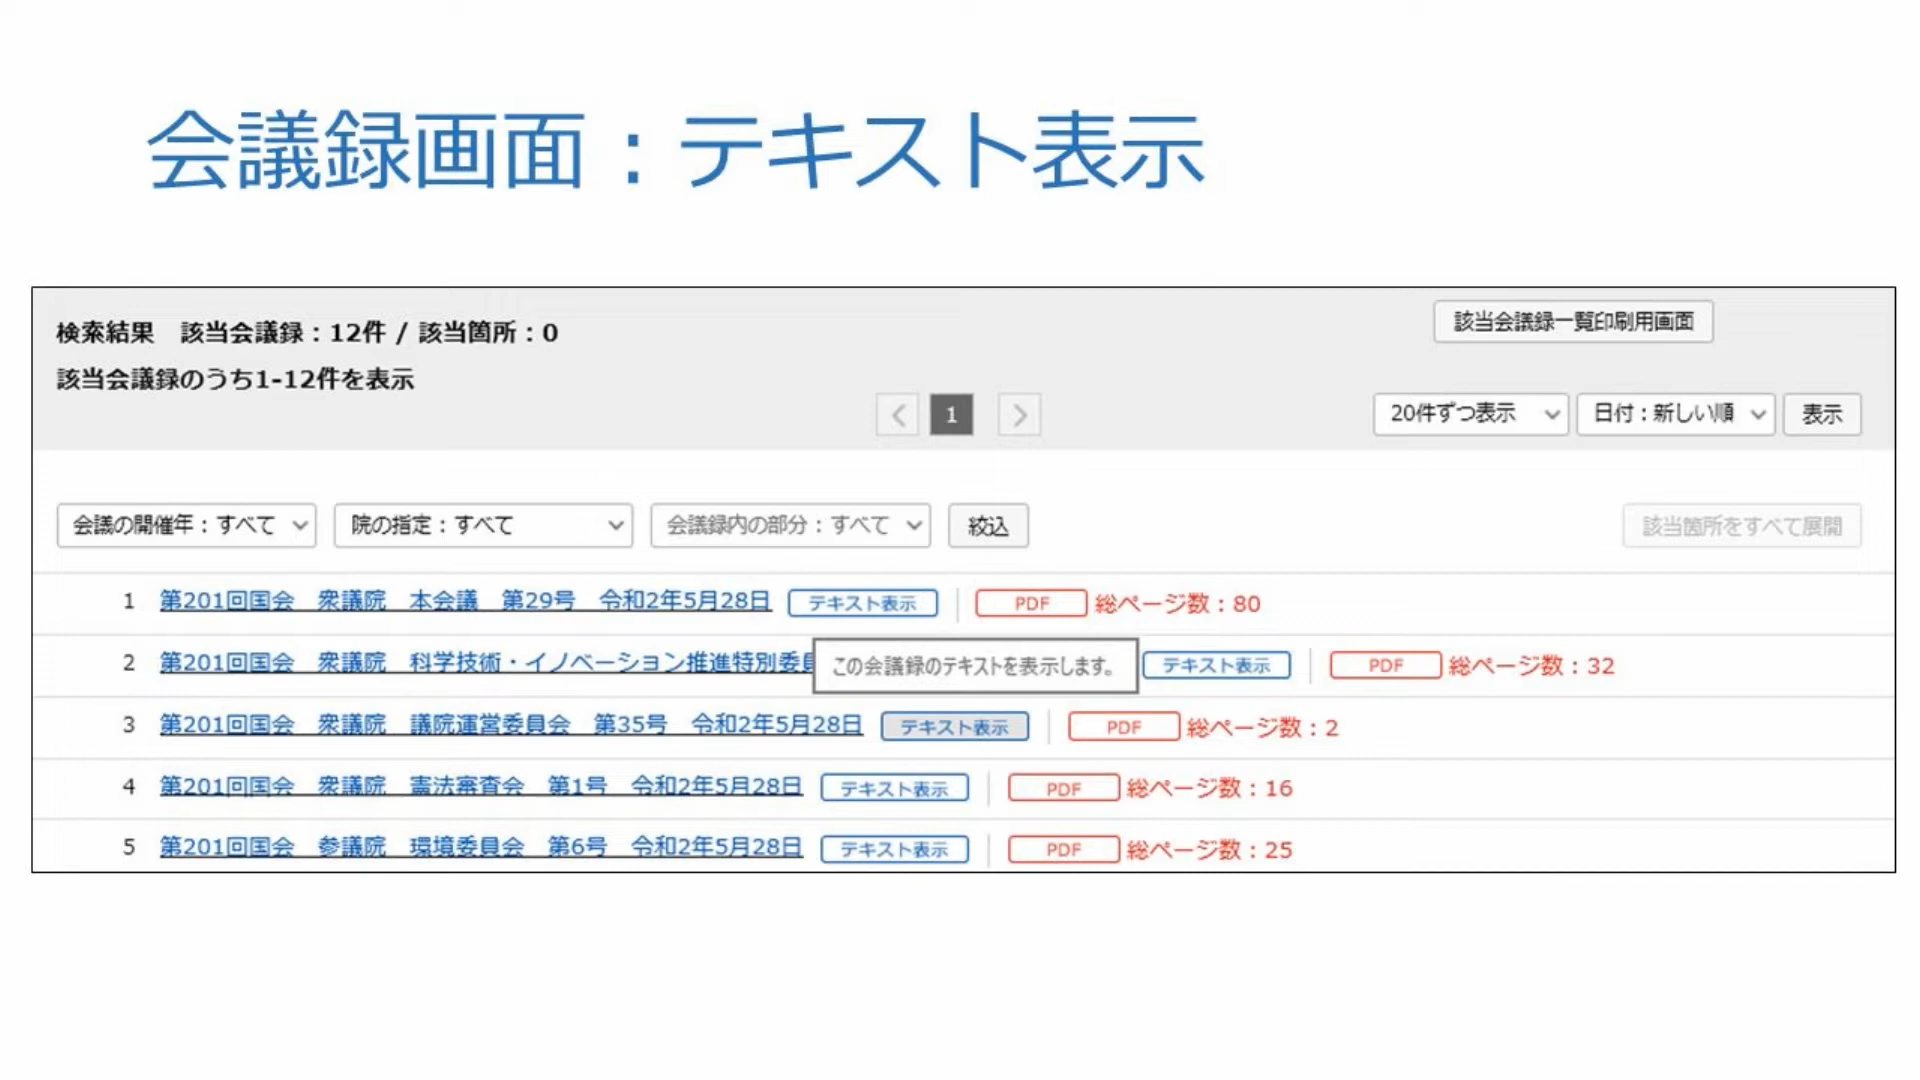 会議録画面：テキスト表示
検索結果　該当会議録：12件 / 該当箇所：0
該当会議録一覧印刷用画面
該当会議録のうち1-12件を表示
1
20件ずつ表示
日付：新しい順
表示
会議の開催年：すべて
院の指定：すべて
会議録内の部分：すべて
絞込
該当箇所をすべて展開
1 第201回国会　衆議院　本会議　第29号　令和2年5月28日 テキスト表示 PDF 総ページ数：80
2 第201回国会　衆議院　科学技術・イノベーション推進特別委 この会議録のテキストを表示します。 テキスト表示 PDF 総ページ数：32
3 第201回国会　衆議院　議院運営委員会　第35号　令和2年5月28日 テキスト表示 PDF 総ページ数：2
4 第201回国会　衆議院　憲法審査会　第1号　令和2年5月28日 テキスト表示 PDF 総ページ数：16
5 第201回国会　参議院　環境委員会　第6号　令和2年5月28日 テキスト表示 PDF 総ページ数：25